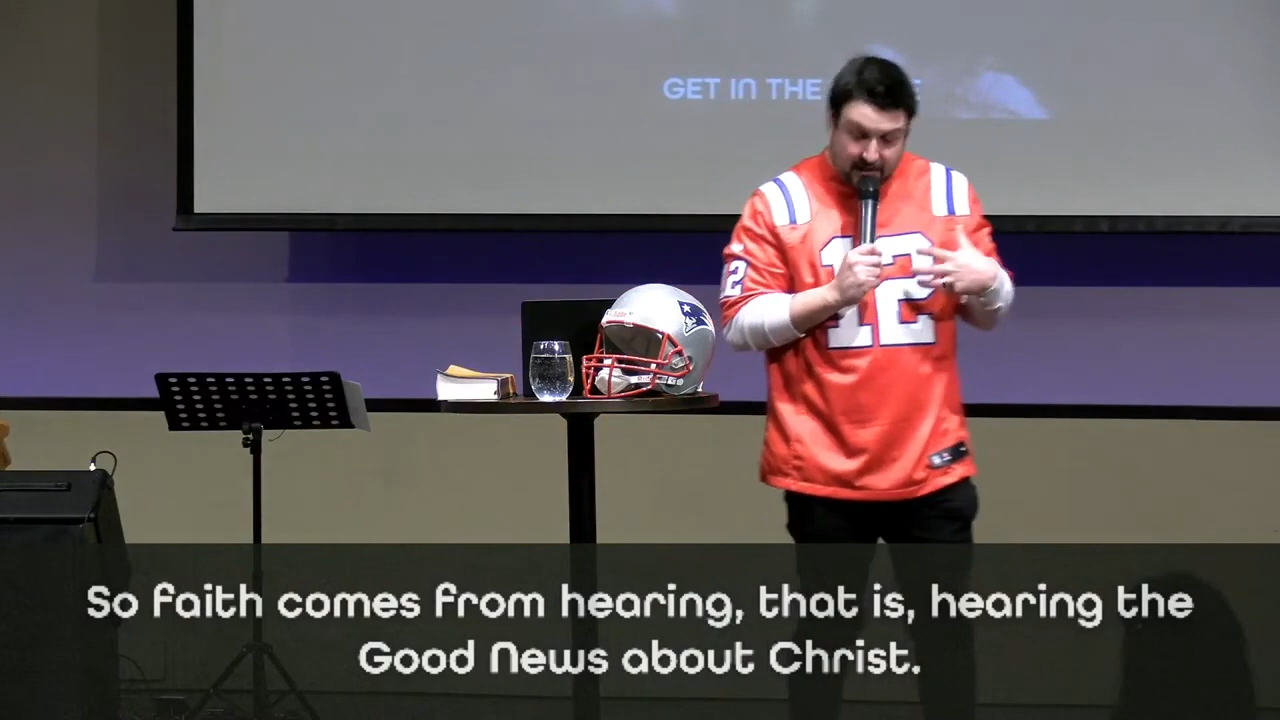 GET IN THE
12
12
So faith comes from hearing, that is, hearing the
Good News about Christ.